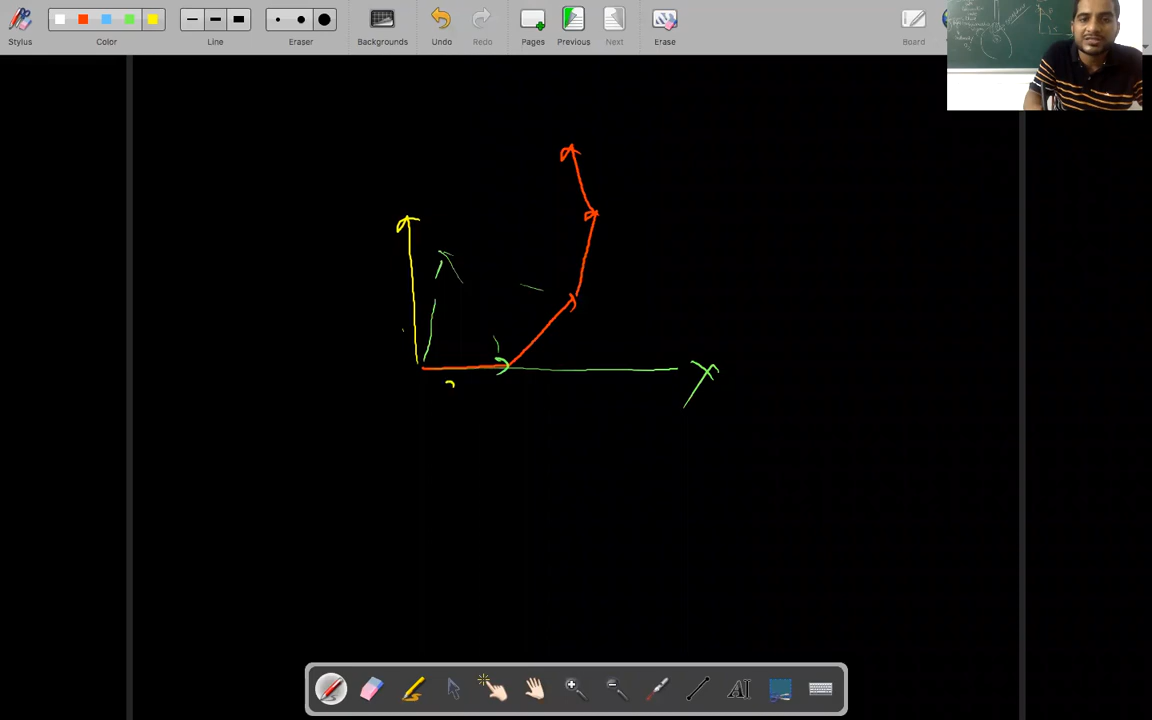 Stylus
Color
Line
Eraser
Backgrounds
Undo
Redo
Pages
Previous
Next
Erase
Board
X